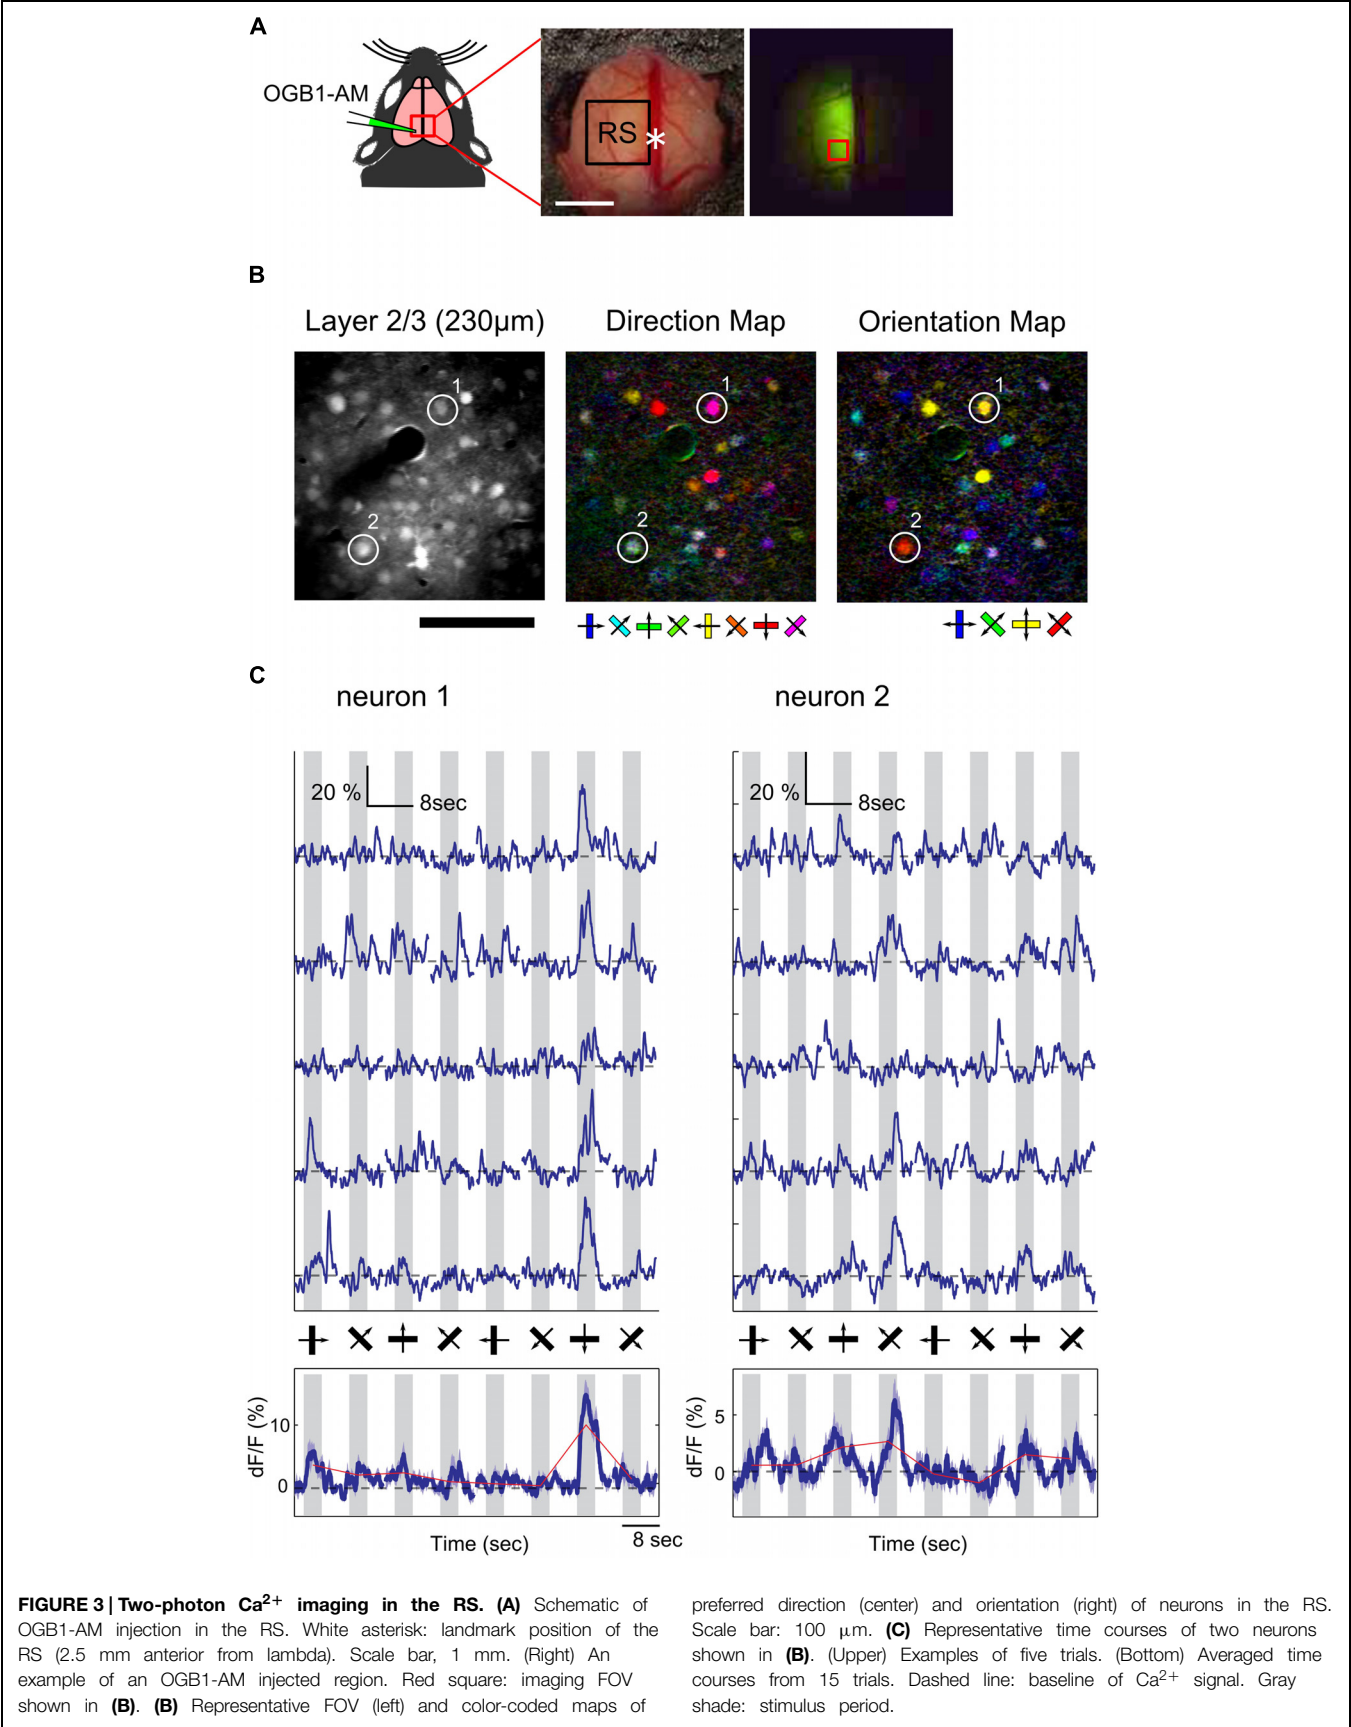 A
OGB1-AM
RS
*
B
Layer 2/3 (230μm)
Direction Map
Orientation Map
1
1
1
2
2
2
C
neuron 1
neuron 2
20 %
8sec
20 %
8sec
dF/F (%)
10
0
Time (sec)
8 sec
dF/F (%)
5
0
Time (sec)
FIGURE 3 | Two-photon Ca2+ imaging in the RS. (A) Schematic of
OGB1-AM injection in the RS. White asterisk: landmark position of the
RS (2.5 mm anterior from lambda). Scale bar, 1 mm. (Right) An
example of an OGB1-AM injected region. Red square: imaging FOV
shown in (B). (B) Representative FOV (left) and color-coded maps of
preferred direction (center) and orientation (right) of neurons in the RS.
Scale bar: 100 μm. (C) Representative time courses of two neurons
shown in (B). (Upper) Examples of five trials. (Bottom) Averaged time
courses from 15 trials. Dashed line: baseline of Ca2+ signal. Gray
shade: stimulus period.